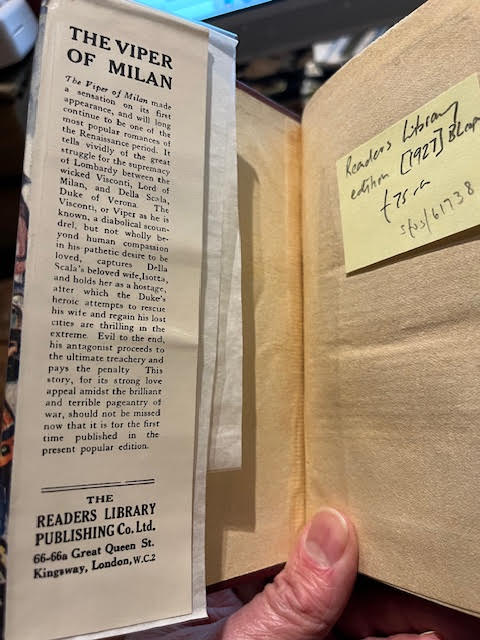 THE VIPER
OF MILAN
The Viper of Milan made
a sensation on its first
appearance, and will long
continue to be one of the
most popular romances of
the Renaissance period. It
tells vividly of the great
struggle for the supremacy
of Lombardy between the
wicked Visconti, Lord of
Milan, and Della Scala,
Duke of Verona. The
Visconti, or Viper as he is
known, a diabolical scoun-
drel, but not wholly be-
yond human compassion
in his pathetic desire to be
loved, captures Della
Scala's beloved wife, Isotta,
and holds her as a hostage,
after which the Duke's
heroic attempts to rescue
his wife and regain his lost
cities are thrilling in the
extreme. Evil to the end,
his antagonist proceeds to
the ultimate treachery and
pays the penalty This
story, for its strong love
appeal amidst the brilliant
and terrible pageantry of
war, should not be missed
now that it is for the first
time published in the
present popular edition.
THE
READERS LIBRARY
PUBLISHING Co. Ltd.
66-66a Great Queen St.
Kingsway, London, W.C.2
Readers Library
edition [1927]
£75
61738